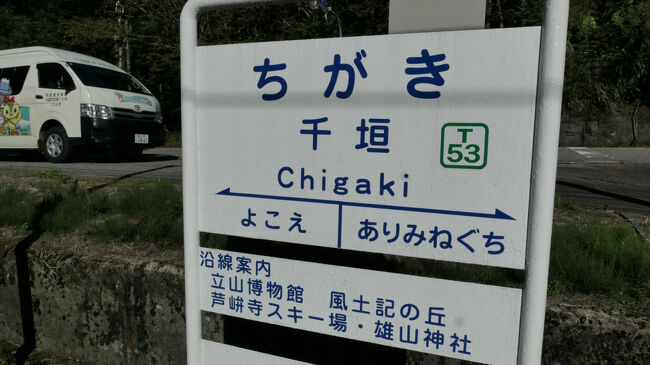 ちがき
千垣
T
53
Chigaki
よこえ ありみねぐち
沿線案内
立山博物館 風土記の丘
芦峅寺スキー場・雄山神社